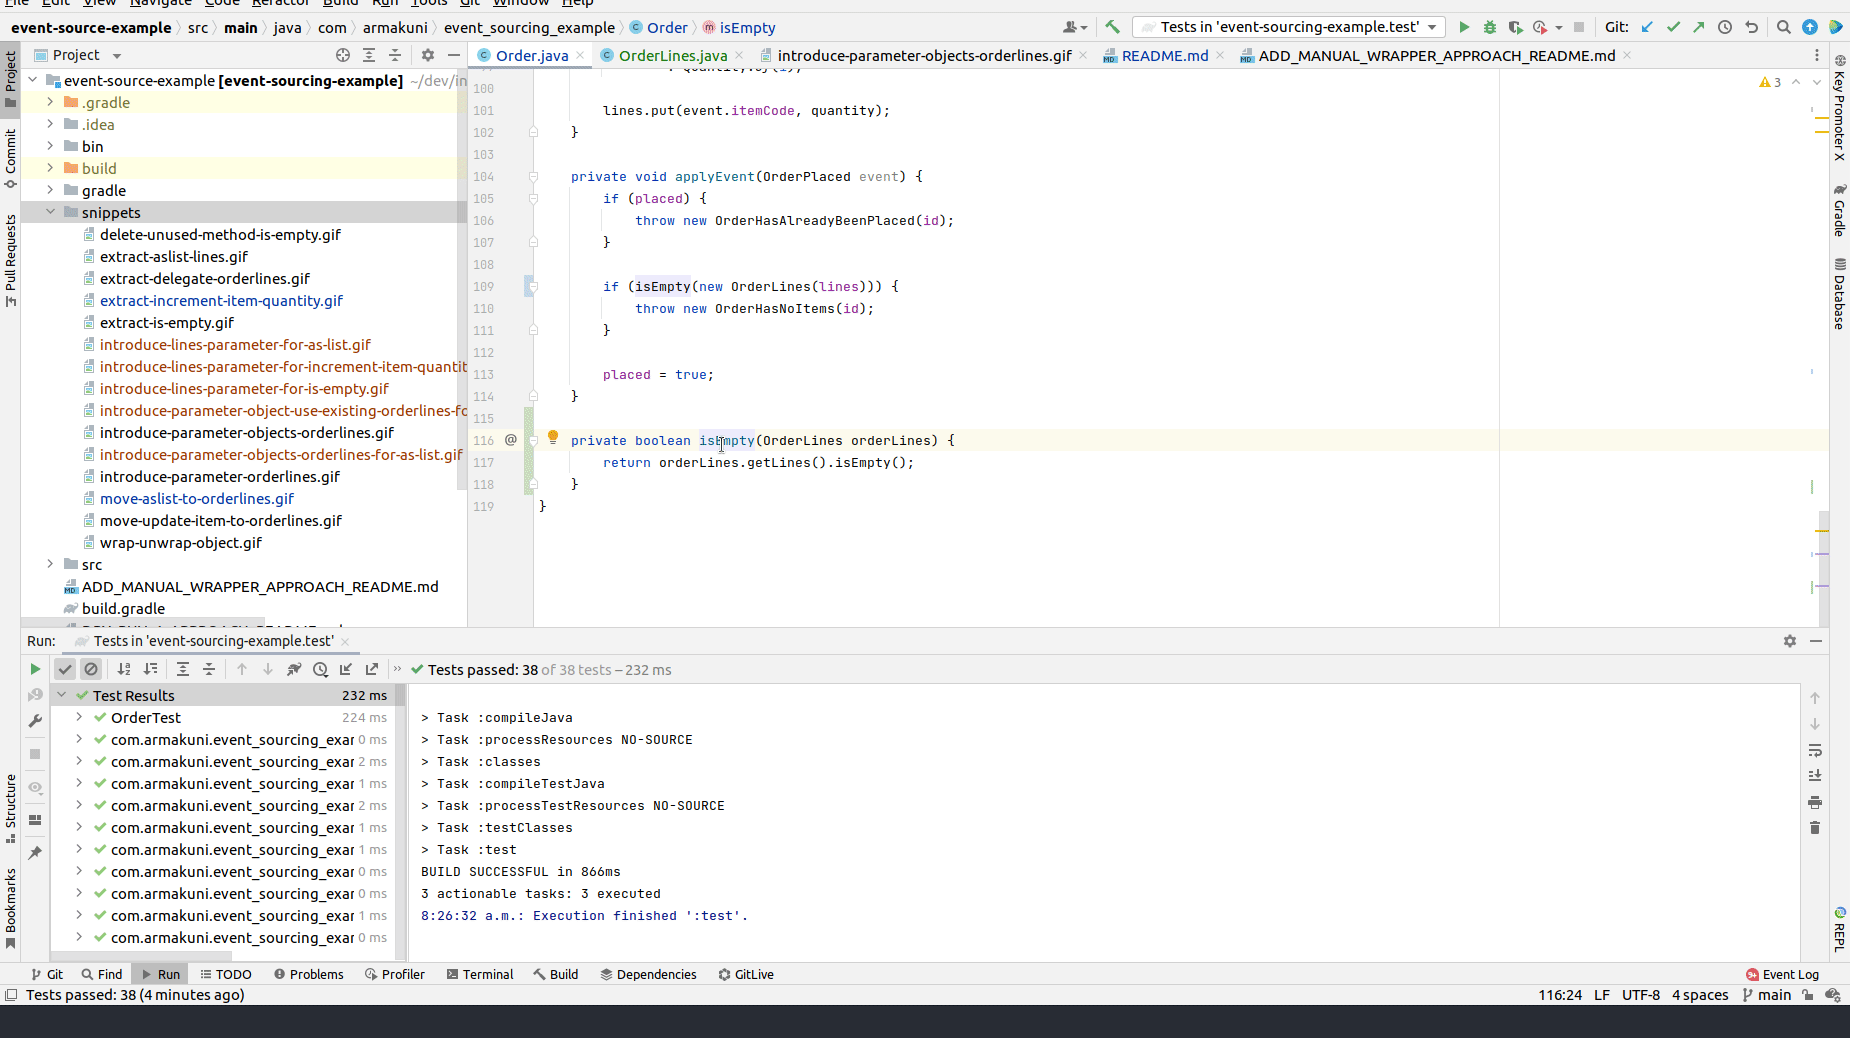 File Edit View Navigate Code Refactor Build Run Tools Git Window Help
event-source-example src main java com armakuni event_sourcing_example Order isEmpty
Tests in 'event-sourcing-example.test' Git:
Project
Order.java OrderLines.java introduce-parameter-objects-orderlines.gif README.md ADD_MANUAL_WRAPPER_APPROACH_README.md
Project
Commit
Pull Requests
Structure
Bookmarks
event-source-example [event-sourcing-example] ~/dev/in
.gradle
.idea
bin
build
gradle
snippets
delete-unused-method-is-empty.gif
extract-aslist-lines.gif
extract-delegate-orderlines.gif
extract-increment-item-quantity.gif
extract-is-empty.gif
introduce-lines-parameter-for-as-list.gif
introduce-lines-parameter-for-increment-item-quantit
introduce-lines-parameter-for-is-empty.gif
introduce-parameter-object-use-existing-orderlines-fo
introduce-parameter-objects-orderlines.gif
introduce-parameter-objects-orderlines-for-as-list.gif
introduce-parameter-orderlines.gif
move-aslist-to-orderlines.gif
move-update-item-to-orderlines.gif
wrap-unwrap-object.gif
src
ADD_MANUAL_WRAPPER_APPROACH_README.md
build.gradle
3
100
101 lines.put(event.itemCode, quantity);
102 }
103
104 private void applyEvent(OrderPlaced event) {
105 if (placed) {
106 throw new OrderHasAlreadyBeenPlaced(id);
107 }
108
109 if (isEmpty(new OrderLines(lines))) {
110 throw new OrderHasNoItems(id);
111 }
112
113 placed = true;
114 }
115
116 @ private boolean isEmpty(OrderLines orderLines) {
117 return orderLines.getLines().isEmpty();
118 }
119 }
Key Promoter X
Gradle
Database
REPL
Run: Tests in 'event-sourcing-example.test'
Tests passed: 38 of 38 tests – 232 ms
Test Results 232 ms
OrderTest 224 ms
com.armakuni.event_sourcing_exar 0 ms
com.armakuni.event_sourcing_exar 2 ms
com.armakuni.event_sourcing_exar 1 ms
com.armakuni.event_sourcing_exar 2 ms
com.armakuni.event_sourcing_exar 1 ms
com.armakuni.event_sourcing_exar 1 ms
com.armakuni.event_sourcing_exar 0 ms
com.armakuni.event_sourcing_exar 0 ms
com.armakuni.event_sourcing_exar 1 ms
com.armakuni.event_sourcing_exar 0 ms
> Task :compileJava
> Task :processResources NO-SOURCE
> Task :classes
> Task :compileTestJava
> Task :processTestResources NO-SOURCE
> Task :testClasses
> Task :test
BUILD SUCCESSFUL in 866ms
3 actionable tasks: 3 executed
8:26:32 a.m.: Execution finished ':test'.
Git Find Run TODO Problems Profiler Terminal Build Dependencies GitLive 9+ Event Log
Tests passed: 38 (4 minutes ago) 116:24 LF UTF-8 4 spaces main